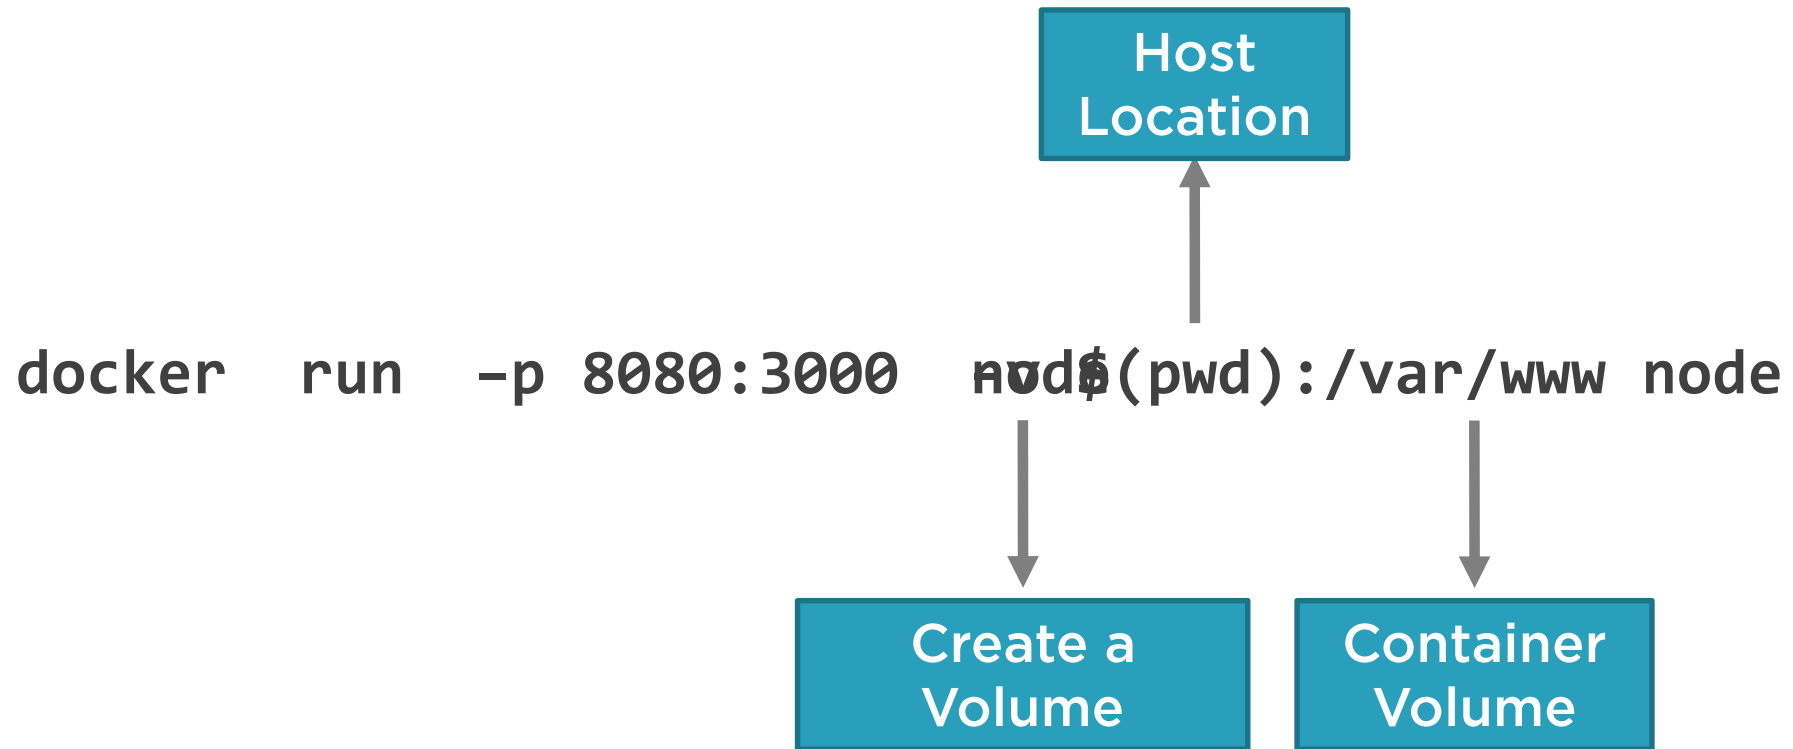 Host
Location
docker run –p 8080:3000 -v $(pwd):/var/www node
Create a
Volume
Container
Volume